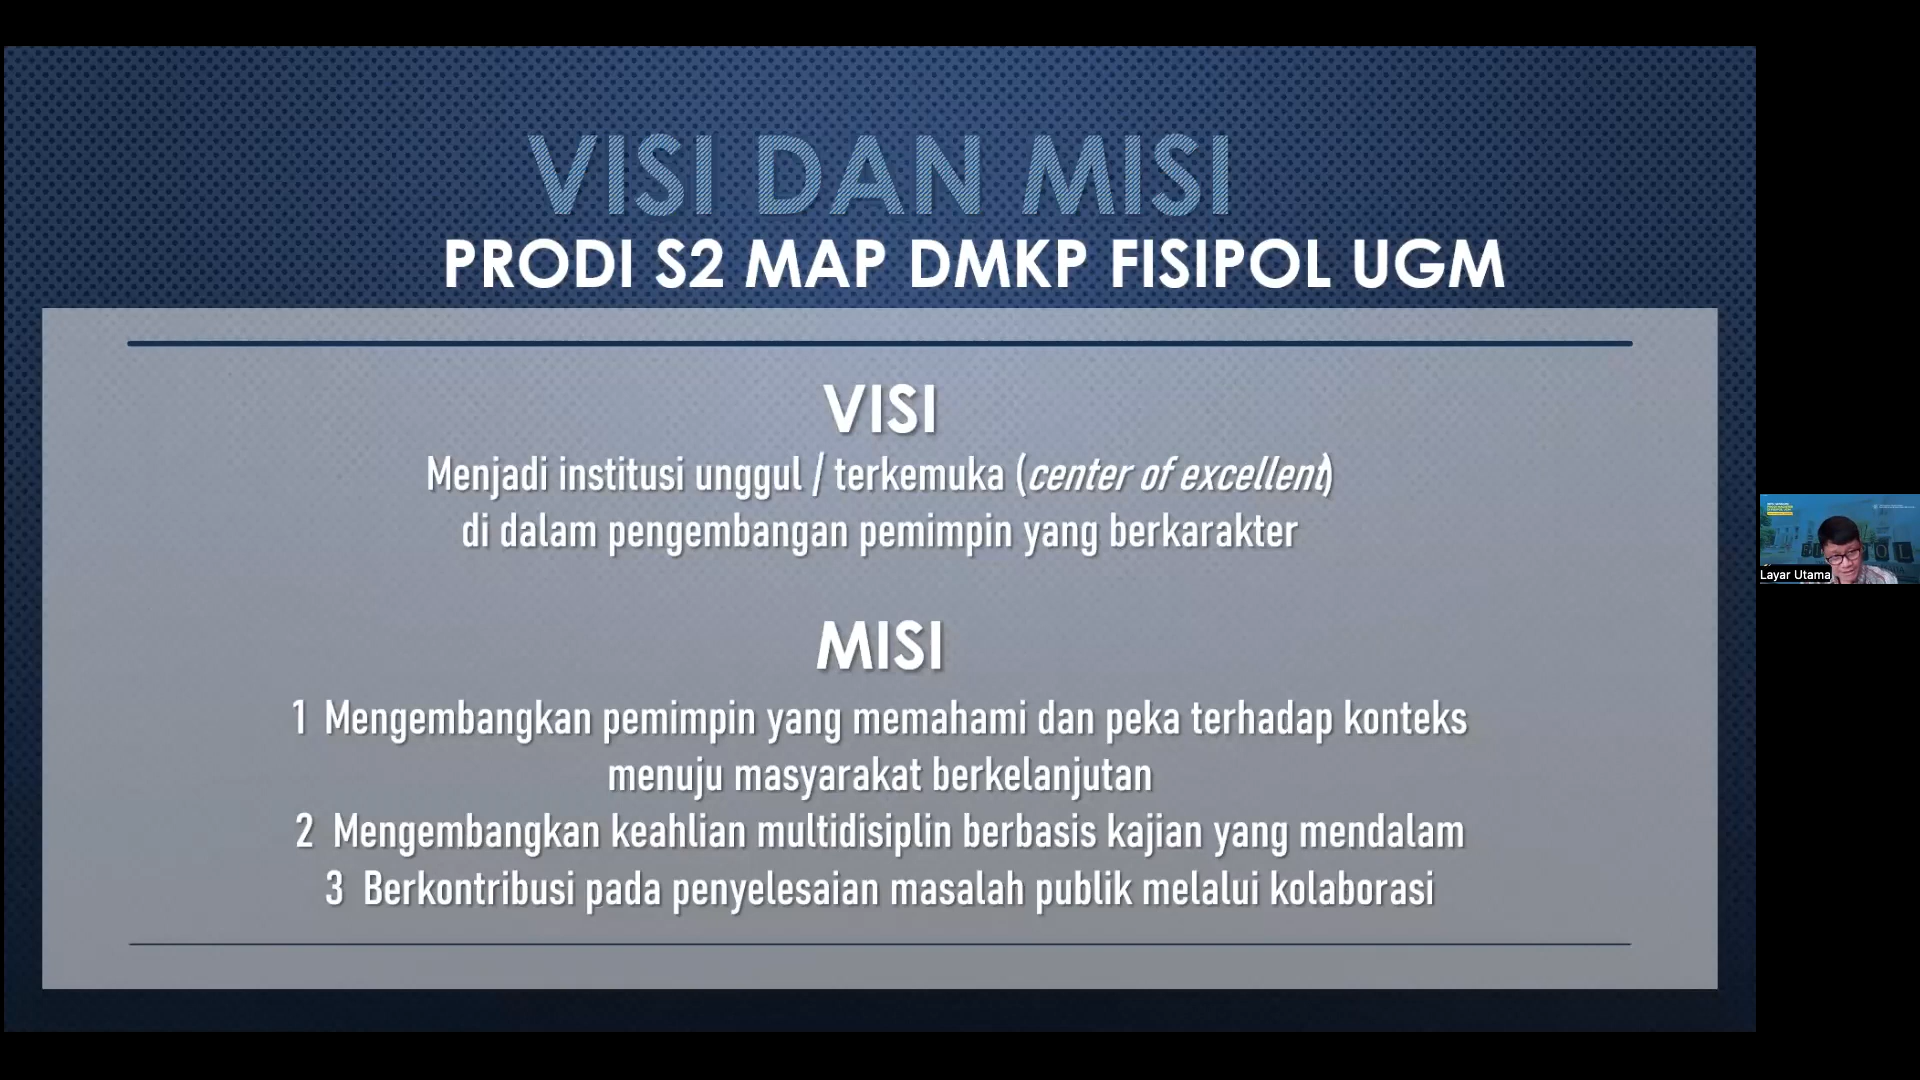 VISI DAN MISI
PRODI S2 MAP DMKP FISIPOL UGM
VISI
Menjadi institusi unggul / terkemuka (center of excellent)
di dalam pengembangan pemimpin yang berkarakter
MISI
1 Mengembangkan pemimpin yang memahami dan peka terhadap konteks
menuju masyarakat berkelanjutan
2 Mengembangkan keahlian multidisiplin berbasis kajian yang mendalam
3 Berkontribusi pada penyelesaian masalah publik melalui kolaborasi
Layar Utama